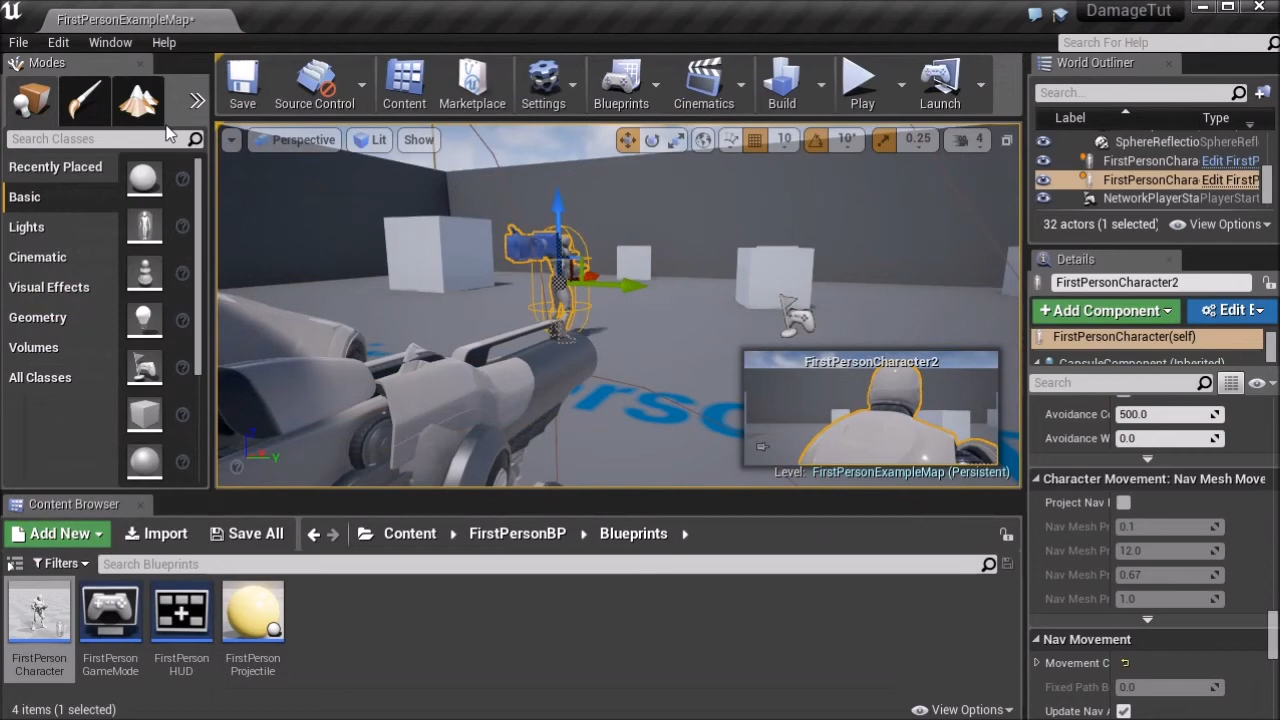 FirstPersonExampleMap*
DamageTut
File Edit Window Help
Search For Help
Modes
Search Classes
Recently Placed
Basic
Lights
Cinematic
Visual Effects
Geometry
Volumes
All Classes
Save Source Control Content Marketplace Settings Blueprints Cinematics Build Play Launch
Perspective Lit Show
10 10° 0.25 4
FirstPersonCharacter2
Level: FirstPersonExampleMap (Persistent)
World Outliner
Search...
Label Type
SphereReflectio SphereRefl
FirstPersonChara Edit FirstP
FirstPersonChara Edit FirstP
NetworkPlayerSta PlayerStart
32 actors (1 selected) View Options
Details
FirstPersonCharacter2
+ Add Component Edit E
FirstPersonCharacter(self)
CapsuleComponent (Inherited)
Search
Avoidance Co 500.0
Avoidance W 0.0
Character Movement: Nav Mesh Move
Project Nav
Nav Mesh Pr 0.1
Nav Mesh Pr 12.0
Nav Mesh Pr 0.67
Nav Mesh Pr 1.0
Nav Movement
Movement C
Fixed Path B 0.0
Update Nav A
Content Browser
Add New Import Save All Content FirstPersonBP Blueprints
Filters Search Blueprints
FirstPerson Character
FirstPerson GameMode
FirstPerson HUD
FirstPerson Projectile
4 items (1 selected) View Options